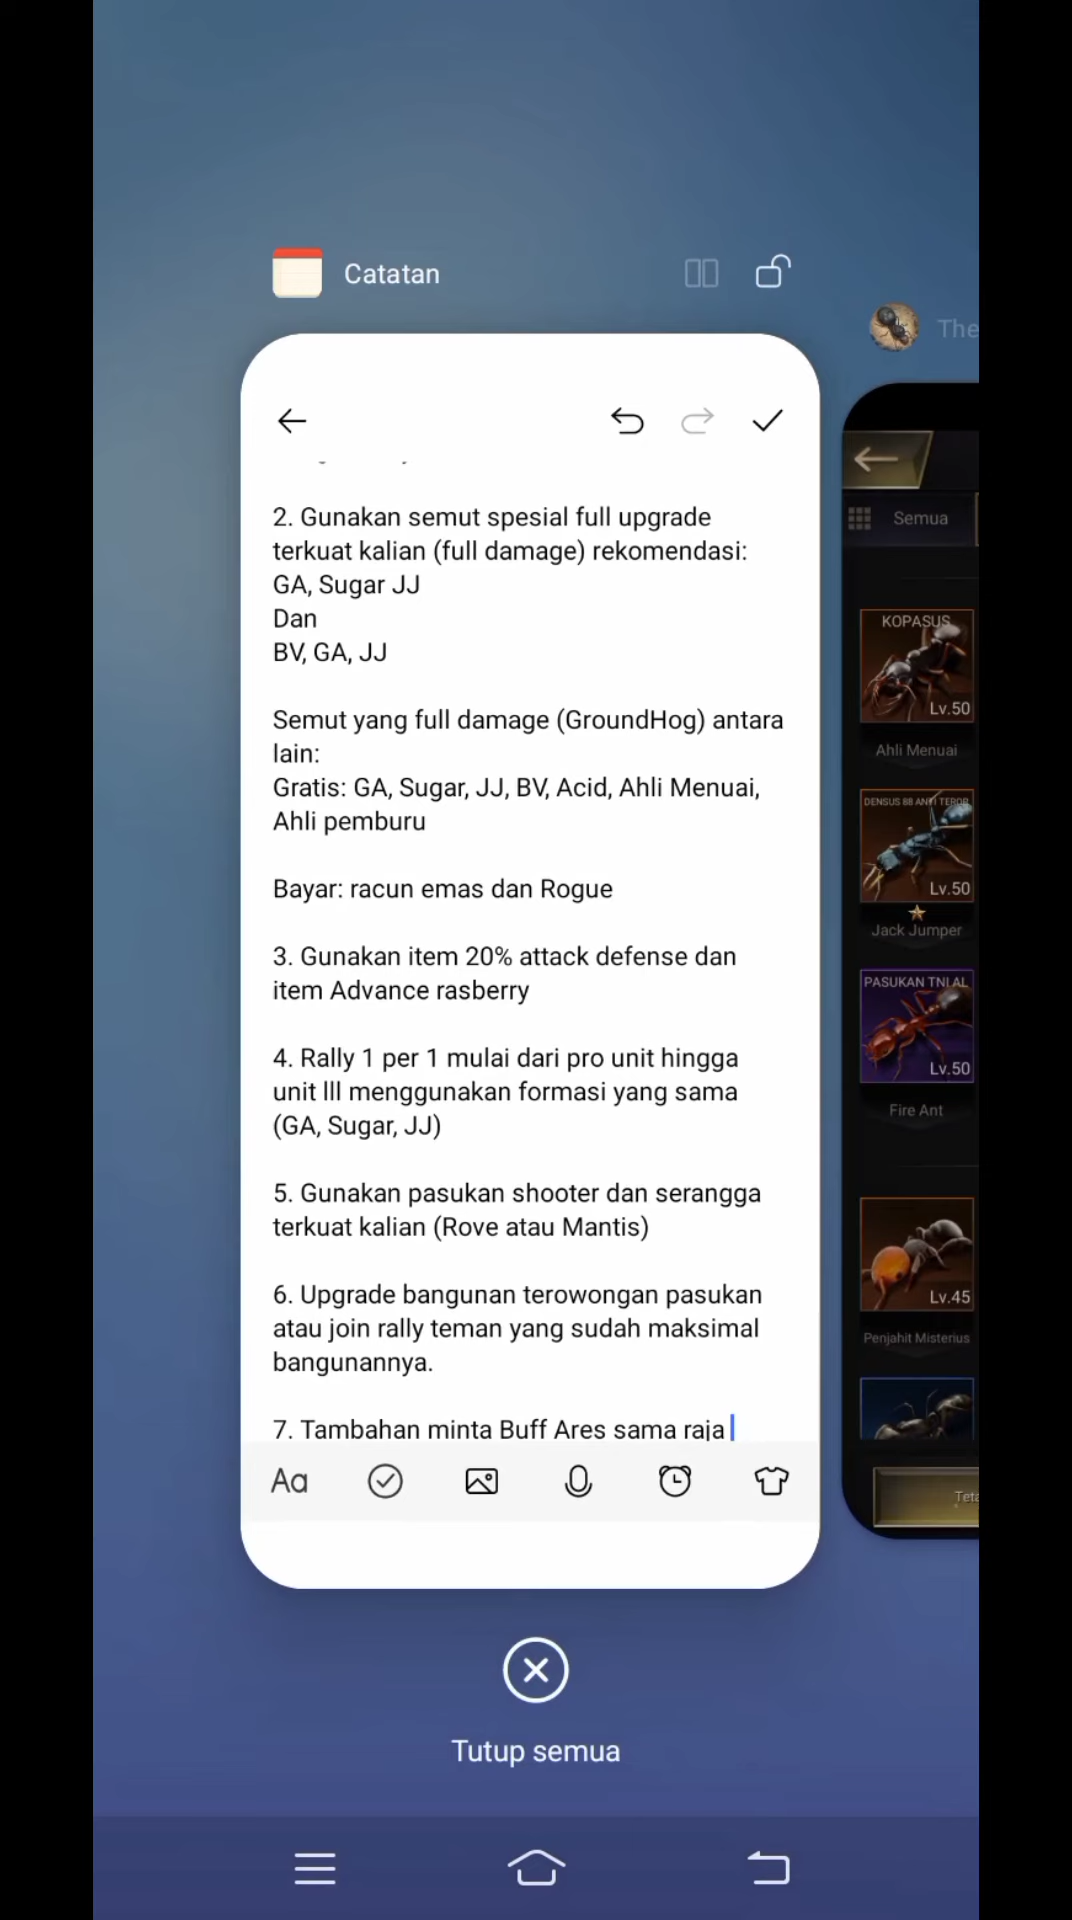 Catatan
The
2. Gunakan semut spesial full upgrade
terkuat kalian (full damage) rekomendasi:
GA, Sugar JJ
Dan
BV, GA, JJ
Semut yang full damage (GroundHog) antara
lain:
Gratis: GA, Sugar, JJ, BV, Acid, Ahli Menuai,
Ahli pemburu
Bayar: racun emas dan Rogue
3. Gunakan item 20% attack defense dan
item Advance rasberry
4. Rally 1 per 1 mulai dari pro unit hingga
unit lll menggunakan formasi yang sama
(GA, Sugar, JJ)
5. Gunakan pasukan shooter dan serangga
terkuat kalian (Rove atau Mantis)
6. Upgrade bangunan terowongan pasukan
atau join rally teman yang sudah maksimal
bangunannya.
7. Tambahan minta Buff Ares sama raja
Aa
Semua
KOPASUS
Lv.50
Ahli Menuai
DENSUS 88 ANTI TEROR
Lv.50
Jack Jumper
PASUKAN TNI AL
Lv.50
Fire Ant
Lv.45
Penjahit Misterius
Teta
Tutup semua